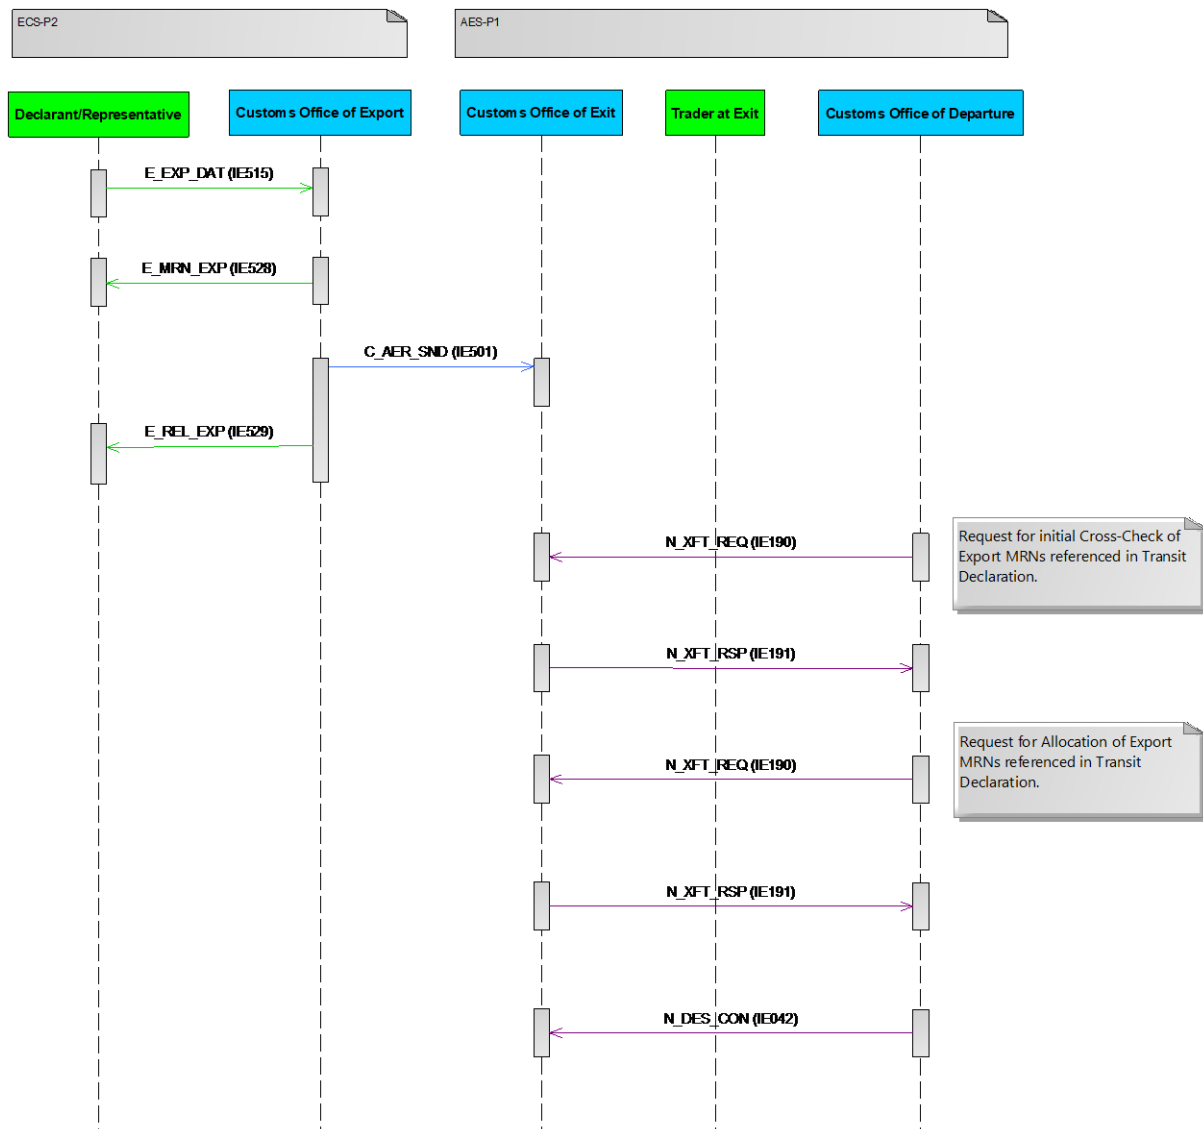 ECS-P2
AES-P1
Declarant/Representative
Customs Office of Export
Customs Office of Exit
Trader at Exit
Customs Office of Departure
E_EXP_DAT (IE515)
E_MRN_EXP (IE528)
C_AER_SND (IE501)
E_REL_EXP (IE529)
N_XFT_REQ (IE190)
Request for initial Cross-Check of
Export MRNs referenced in Transit
Declaration.
N_XFT_RSP (IE191)
N_XFT_REQ (IE190)
Request for Allocation of Export
MRNs referenced in Transit
Declaration.
N_XFT_RSP (IE191)
N_DES_CON (IE042)